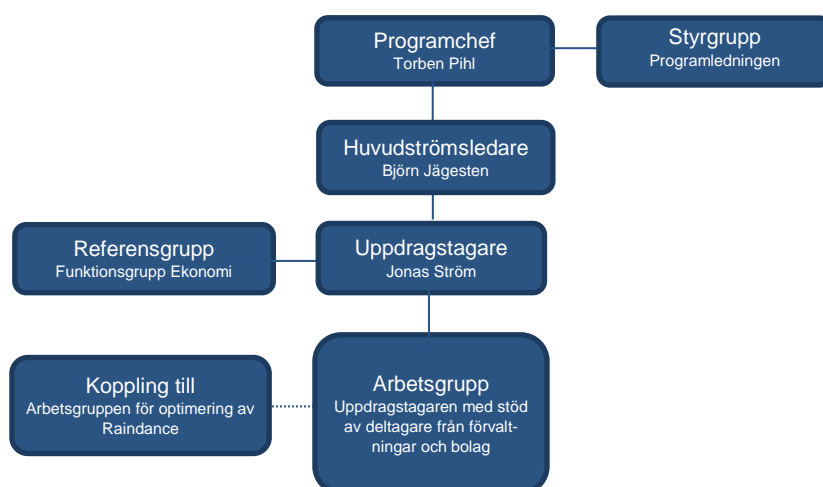 Programchef
Torben Pihl
Styrgrupp
Programledningen
Huvudströmsledare
Björn Jägesten
Referensgrupp
Funktionsgrupp Ekonomi
Uppdragstagare
Jonas Ström
Koppling till
Arbetsgruppen för optimering av
Raindance
Arbetsgrupp
Uppdragstagaren med stöd
av deltagare från förvalt-
ningar och bolag